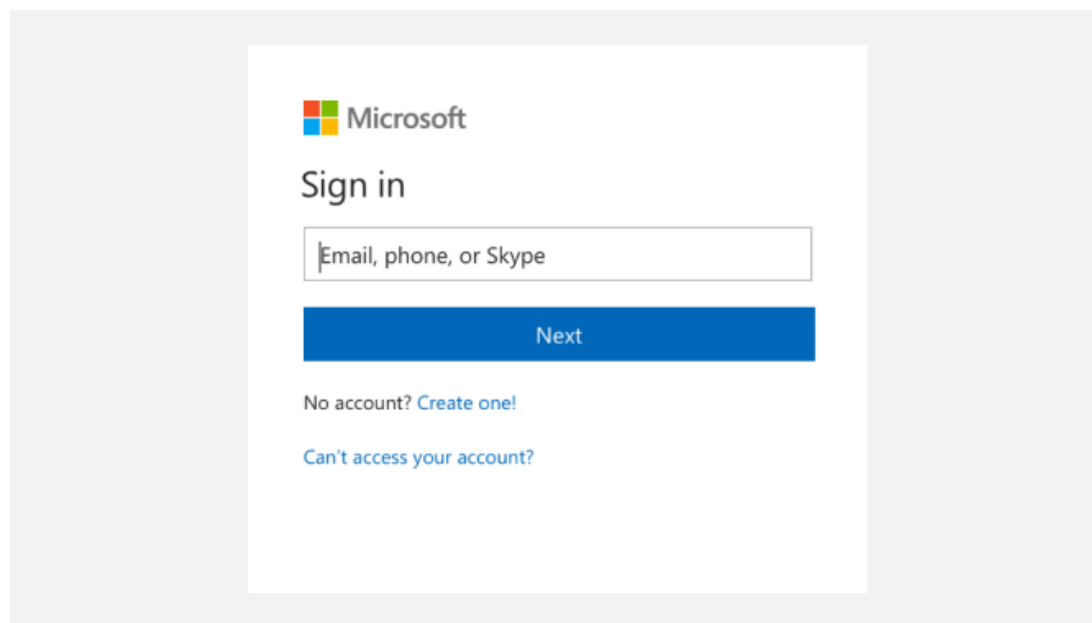 Microsoft
Sign in
Email, phone, or Skype
Next
No account? Create one!
Can't access your account?